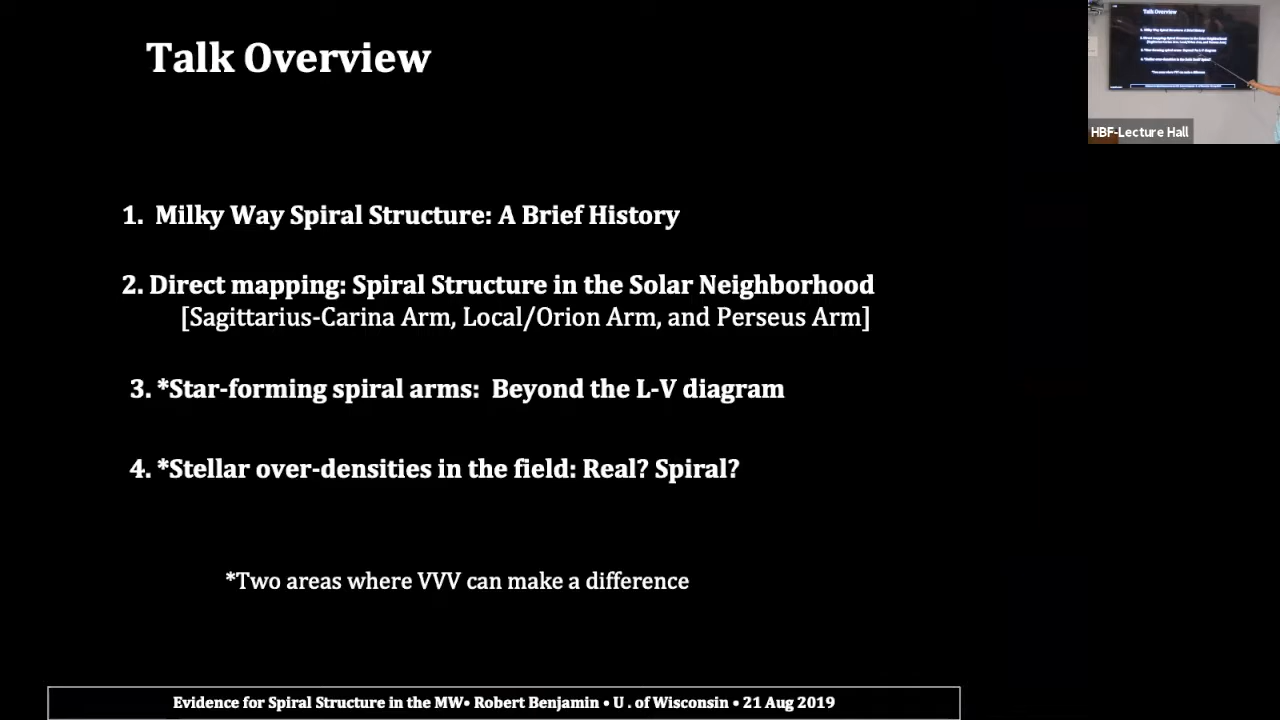 Talk Overview
HBF-Lecture Hall
1. Milky Way Spiral Structure: A Brief History
2. Direct mapping: Spiral Structure in the Solar Neighborhood
[Sagittarius-Carina Arm, Local/Orion Arm, and Perseus Arm]
3. *Star-forming spiral arms: Beyond the L-V diagram
4. *Stellar over-densities in the field: Real? Spiral?
*Two areas where VVV can make a difference
Evidence for Spiral Structure in the MW• Robert Benjamin • U . of Wisconsin • 21 Aug 2019